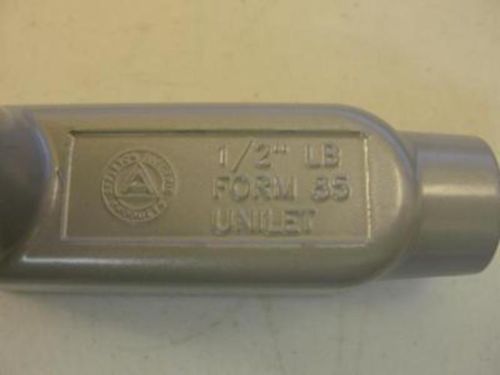 1/2" LB
FORM 85
UNILET